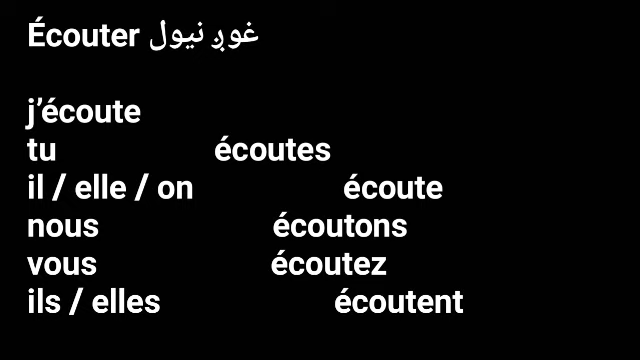 Écouter غوږ نیول
j’écoute
tu écoutes
il / elle / on écoute
nous écoutons
vous écoutez
ils / elles écoutent